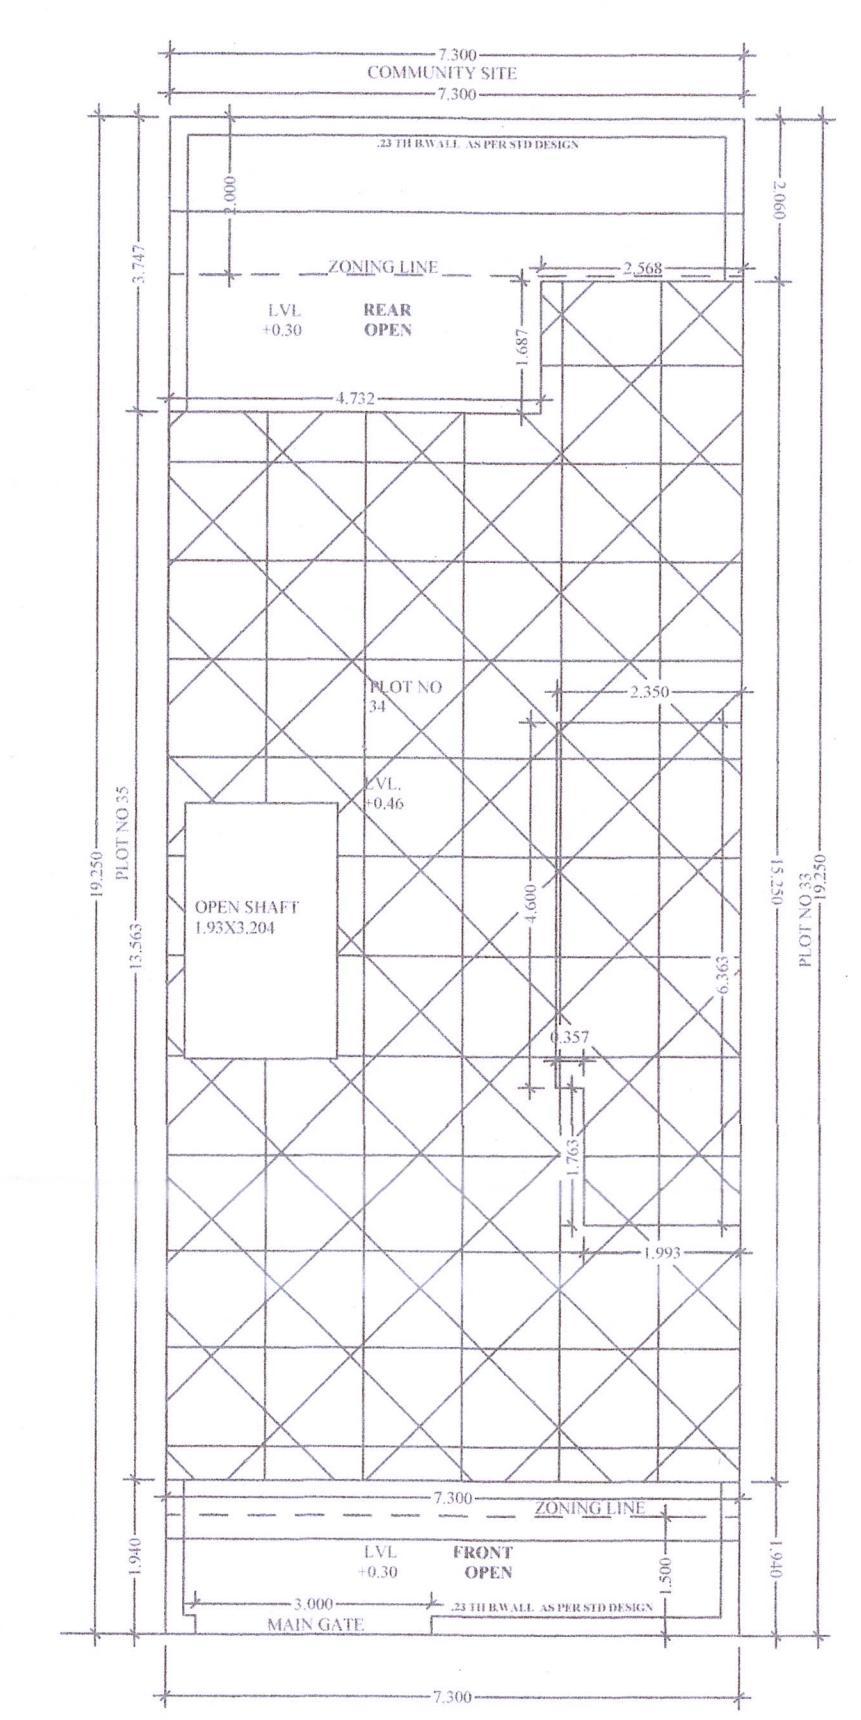 7.300
COMMUNITY SITE
7.300
.23 TH B.WALL AS PER STD DESIGN
2.000
2.060
3.747
ZONING LINE
2.568
LVL
+0.30
REAR
OPEN
1.687
4.732
PLOT NO
34
2.350
LVL.
+0.46
PLOT NO 35
19.250
13.563
OPEN SHAFT
1.93X3.204
4.600
15.250
PLOT NO 33
19.250
6.363
0.357
1.763
1.993
7.300
ZONING LINE
1.940
LVL
+0.30
FRONT
OPEN
1.500
1.940
3.000
.23 TH B.WALL AS PER STD DESIGN
MAIN GATE
7.300